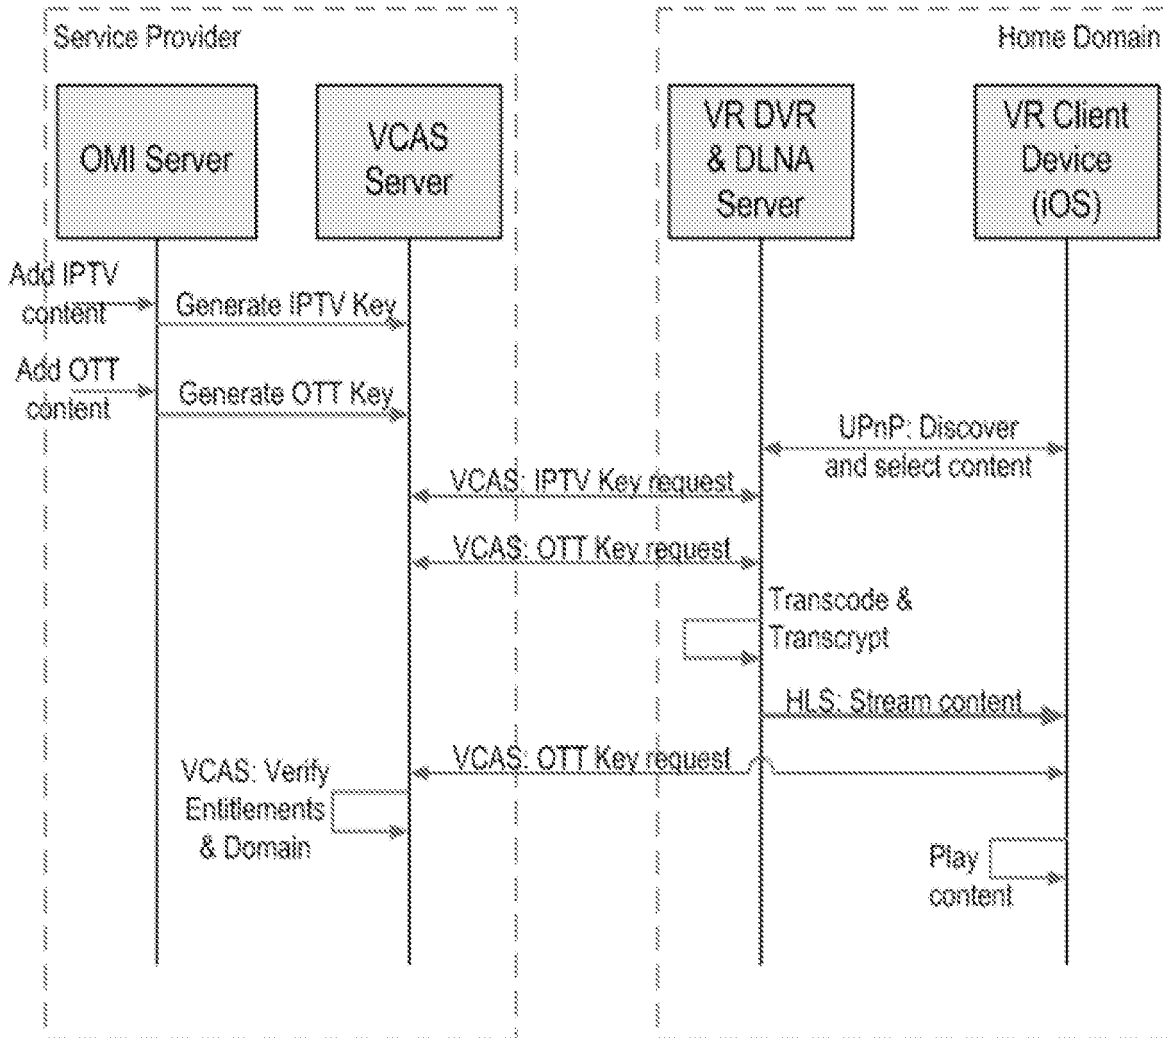 Service Provider
Home Domain
OMI Server
VCAS
Server
VR DVR
& DLNA
Server
VR Client
Device
(iOS)
Add IPTV
content
Generate IPTV Key
Add OTT
content
Generate OTT Key
UPnP: Discover
and select content
VCAS: IPTV Key request
VCAS: OTT Key request
Transcode &
Transcrypt
HLS: Stream content
VCAS: OTT Key request
VCAS: Verify
Entitlements
& Domain
Play
content